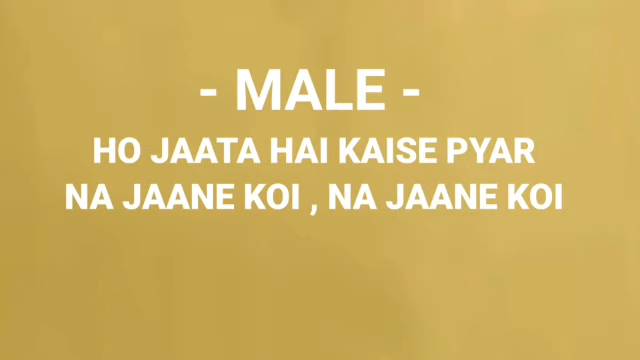 - MALE -
HO JAATA HAI KAISE PYAR
NA JAANE KOI , NA JAANE KOI